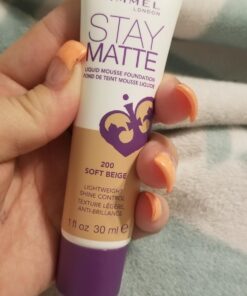 RIMMEL
LONDON
STAY
MATTE
LIQUID MOUSSE FOUNDATION
FOND DE TEINT MOUSSE LIQUIDE
200
SOFT BEIGE
LIGHTWEIGHT
SHINE CONTROL
TEXTURE LÉGÈRE
ANTI-BRILLANCE
1 fl oz 30 ml e